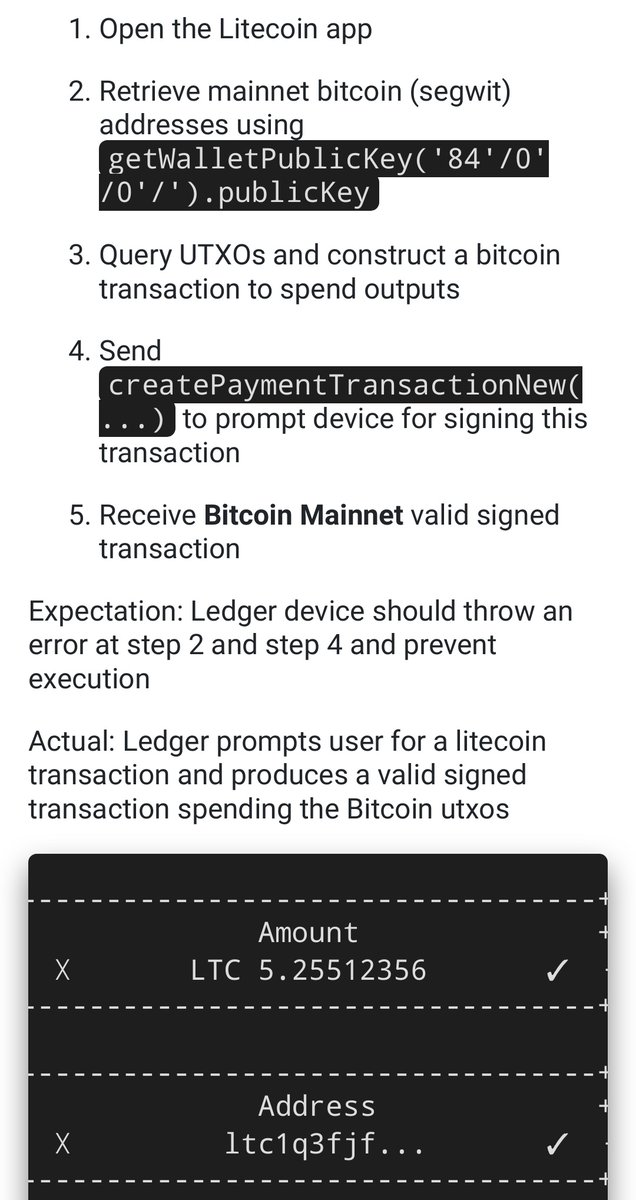 1. Open the Litecoin app
2. Retrieve mainnet bitcoin (segwit)
addresses using
getWalletPublicKey('84'/0'
/0'/').publicKey
3. Query UTXOs and construct a bitcoin
transaction to spend outputs
4. Send
createPaymentTransactionNew(
...) to prompt device for signing this
transaction
5. Receive Bitcoin Mainnet valid signed
transaction
Expectation: Ledger device should throw an
error at step 2 and step 4 and prevent
execution
Actual: Ledger prompts user for a litecoin
transaction and produces a valid signed
transaction spending the Bitcoin utxos
Amount
X LTC 5.25512356 ✓
Address
X ltc1q3fjf... ✓